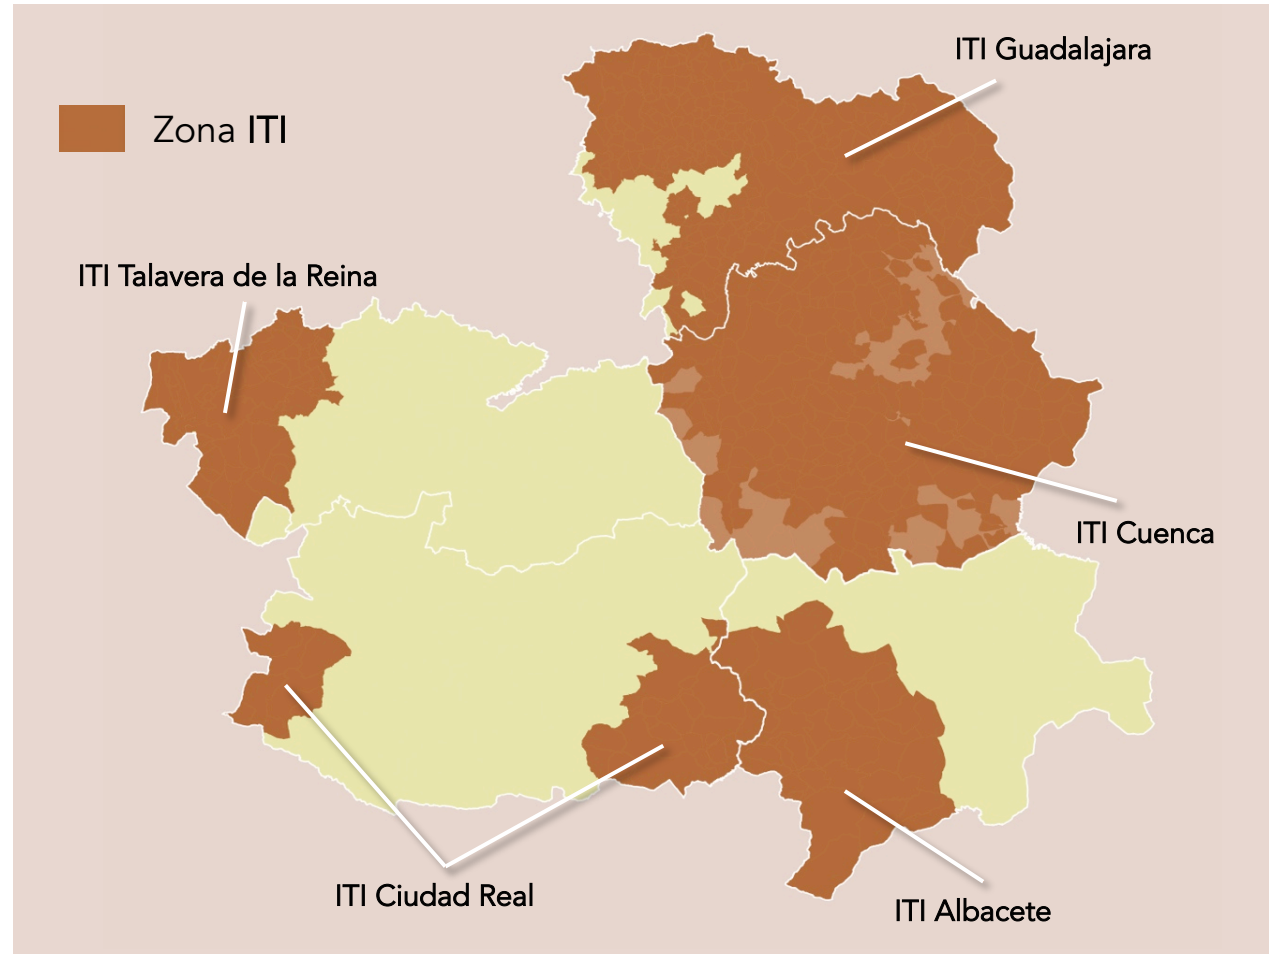 ITI Guadalajara
Zona ITI
ITI Talavera de la Reina
ITI Cuenca
ITI Ciudad Real
ITI Albacete